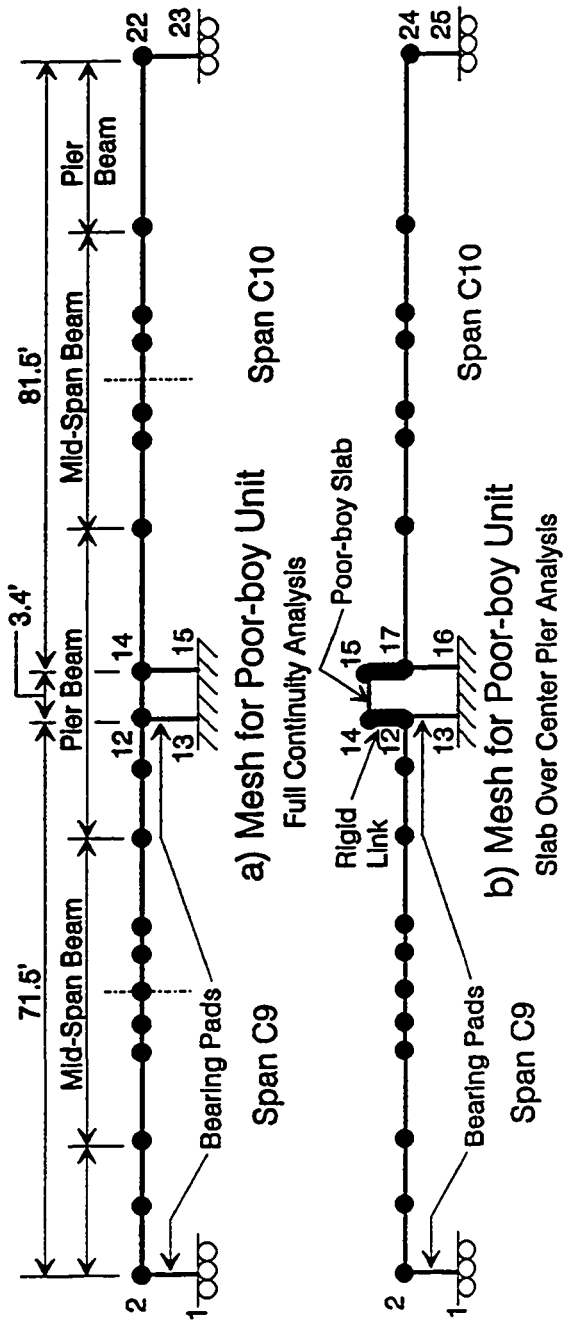 81.5'
71.5'
3.4'
Mid-Span Beam
Pier Beam
Mid-Span Beam
Pier
Beam
2
12
14
22
1
13
15
23
Bearing Pads
Span C9
Span C10
a) Mesh for Poor-boy Unit
Full Continuity Analysis
Poor-boy Slab
Rigid
Link
14
15
2
12
17
24
1
13
16
25
Bearing Pads
Span C9
Span C10
b) Mesh for Poor-boy Unit
Slab Over Center Pier Analysis